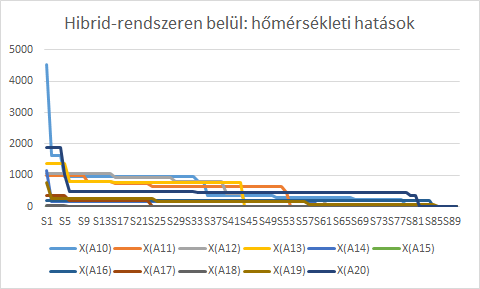 Hibrid-rendszeren belül: hőmérsékleti hatások
5000
4000
3000
2000
1000
0
S1 S5 S9 S13 S17 S21 S25 S29 S33 S37 S41 S45 S49 S53 S57 S61 S65 S69 S73 S77 S81 S85 S89
X(A10) X(A11) X(A12) X(A13) X(A14) X(A15)
X(A16) X(A17) X(A18) X(A19) X(A20)